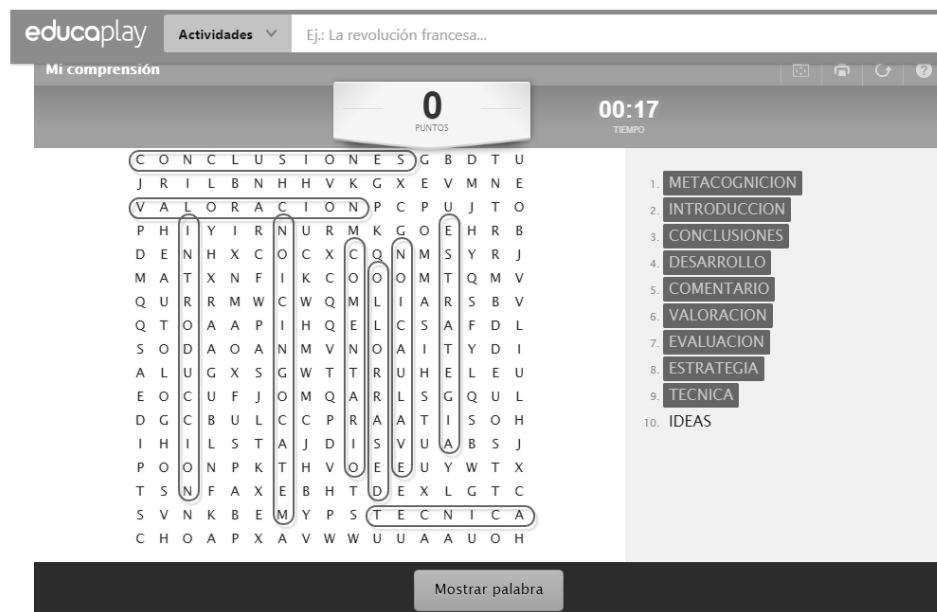 educaplay Actividades Ej.: La revolución francesa...
Mi comprensión
0
PUNTOS
00:17
TIEMPO
C O N C L U S I O N E S G B D T U
J R I L B N H H V K G X E V M N E
V A L O R A C I O N P C P U J T O
P H I Y I R N U R M K G O E H R B
D E N H X C O C X C Q N M S Y R J
M A T X N F I K C O O O M T Q M V
Q U R R M W C W Q M L I A R S B V
Q T O A A P I H Q E L C S A F D L
S O D A O A N M V N O A I T Y D I
A L U G X S G W T T R U H E L E U
E O C U F J O M Q A R L S G Q U L
D G C B U L C C P R A A T I S O H
I H I L S T A J D I S V U A B S J
P O O N P K T H V O E E U Y W T X
T S N F A X E B H T D E X L G T C
S V N K B E M Y P S T E C N I C A
C H O A P X A V W W U U A A U O H
1. METACOGNICION
2. INTRODUCCION
3. CONCLUSIONES
4. DESARROLLO
5. COMENTARIO
6. VALORACION
7. EVALUACION
8. ESTRATEGIA
9. TECNICA
10. IDEAS
Mostrar palabra